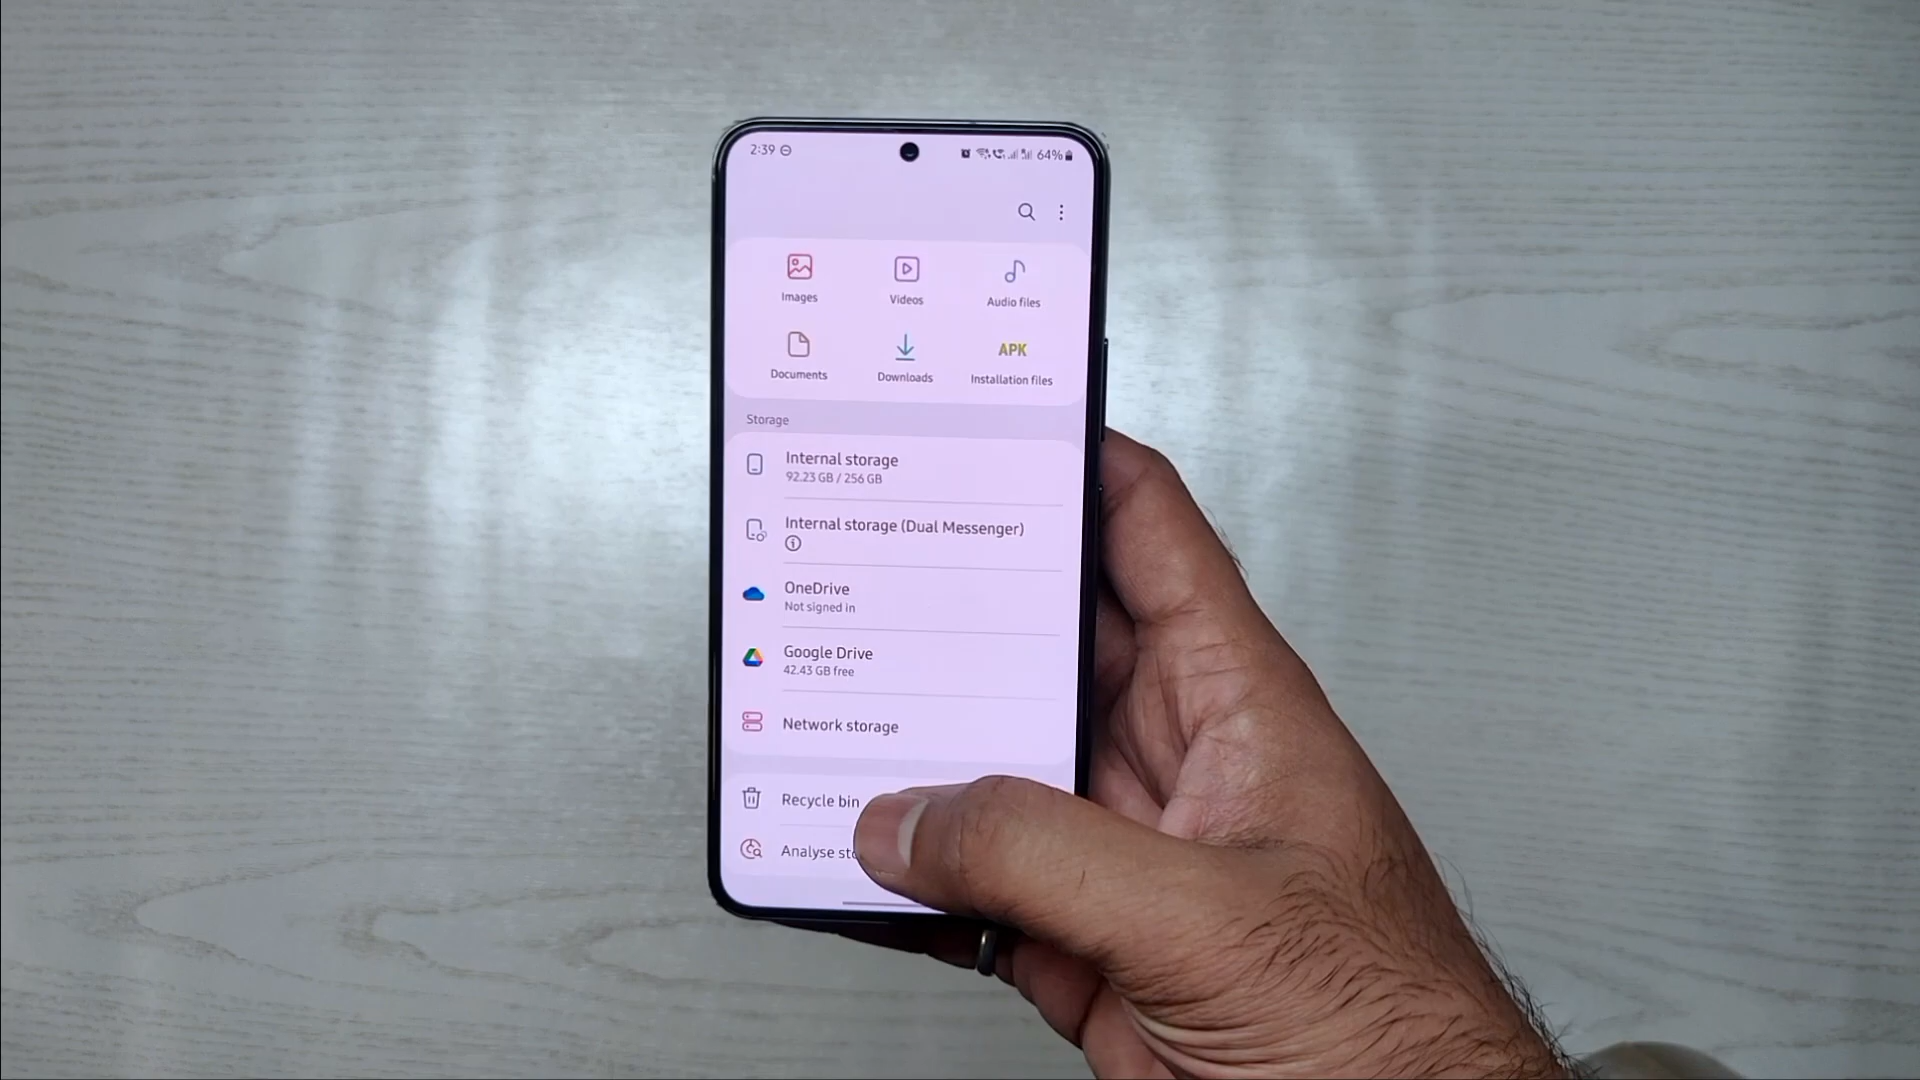 2:39
64%
Images
Videos
Audio files
Documents
Downloads
APK
Installation files
Storage
Internal storage
92.23 GB / 256 GB
Internal storage (Dual Messenger)
OneDrive
Not signed in
Google Drive
42.43 GB free
Network storage
Recycle bin
Analyse sto